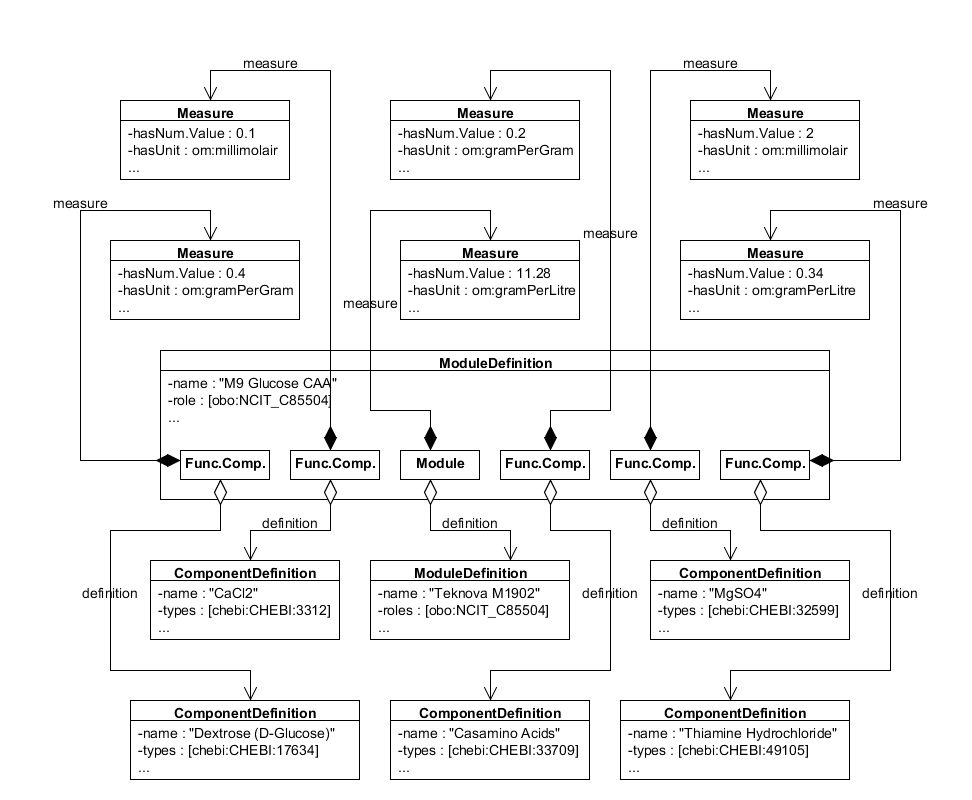 measure
measure
Measure
-hasNum.Value : 0.1
-hasUnit : om:millimolair
...
Measure
-hasNum.Value : 0.2
-hasUnit : om:gramPerGram
...
Measure
-hasNum.Value : 2
-hasUnit : om:millimolair
...
measure
measure
measure
Measure
-hasNum.Value : 0.4
-hasUnit : om:gramPerGram
...
Measure
-hasNum.Value : 11.28
-hasUnit : om:gramPerLitre
...
Measure
-hasNum.Value : 0.34
-hasUnit : om:gramPerLitre
...
measure
ModuleDefinition
-name : "M9 Glucose CAA"
-role : [obo:NCIT_C85504]
...
Func.Comp.
Func.Comp.
Module
Func.Comp.
Func.Comp.
Func.Comp.
definition
definition
definition
definition
definition
definition
ComponentDefinition
-name : "CaCl2"
-types : [chebi:CHEBI:3312]
...
ModuleDefinition
-name : "Teknova M1902"
-roles : [obo:NCIT_C85504]
...
ComponentDefinition
-name : "MgSO4"
-types : [chebi:CHEBI:32599]
...
ComponentDefinition
-name : "Dextrose (D-Glucose)"
-types : [chebi:CHEBI:17634]
...
ComponentDefinition
-name : "Casamino Acids"
-types : [chebi:CHEBI:33709]
...
ComponentDefinition
-name : "Thiamine Hydrochloride"
-types : [chebi:CHEBI:49105]
...